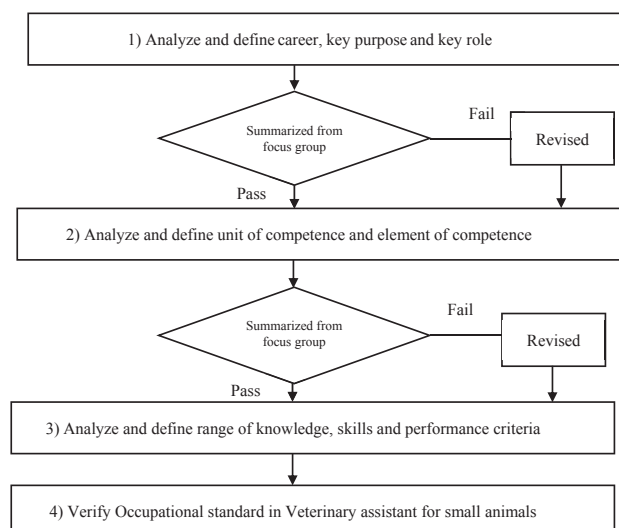 1) Analyze and define career, key purpose and key role
Summarized from
focus group
Fail
Revised
Pass
2) Analyze and define unit of competence and element of competence
Summarized from
focus group
Fail
Revised
Pass
3) Analyze and define range of knowledge, skills and performance criteria
4) Verify Occupational standard in Veterinary assistant for small animals